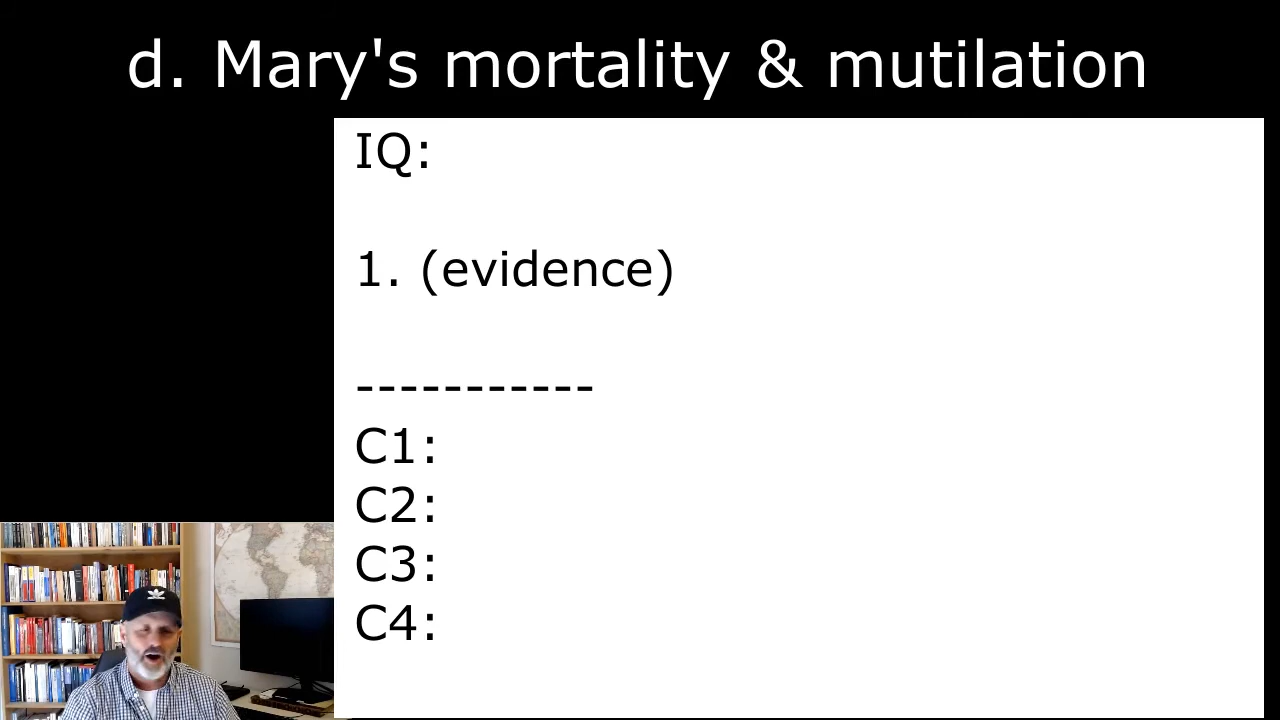 d. Mary's mortality & mutilation
IQ:
1. (evidence)
-----------
C1:
C2:
C3:
C4: